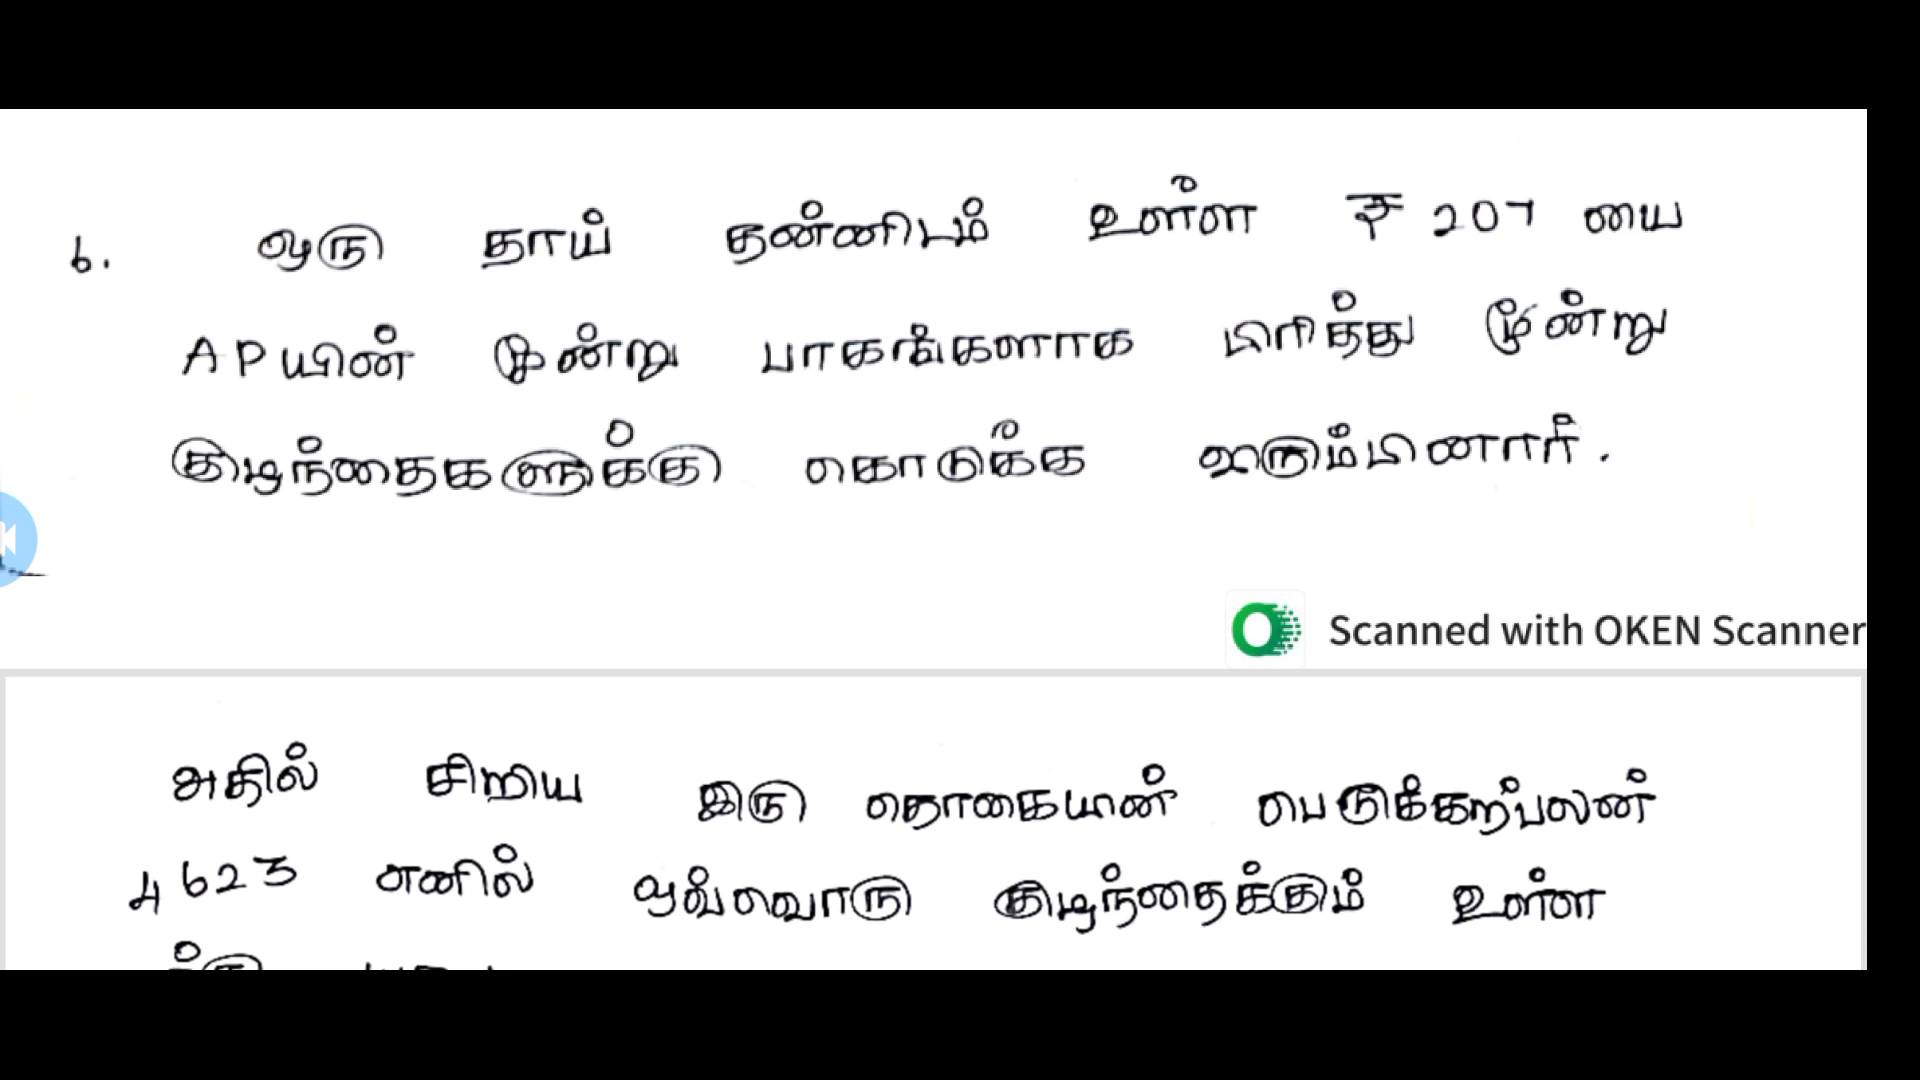 6. ஒரு தாய் தன்னிடம் உள்ள ₹ 207 யை
AP யின் மூன்று பாகங்களாக பிரித்து மூன்று
குழந்தைகளுக்கு கொடுக்க விரும்பினார்.
Scanned with OKEN Scanner
அதில் சிறிய இரு தொகையின் பெருக்கற்பலன்
4623 எனில் ஒவ்வொரு குழந்தைக்கும் உள்ள